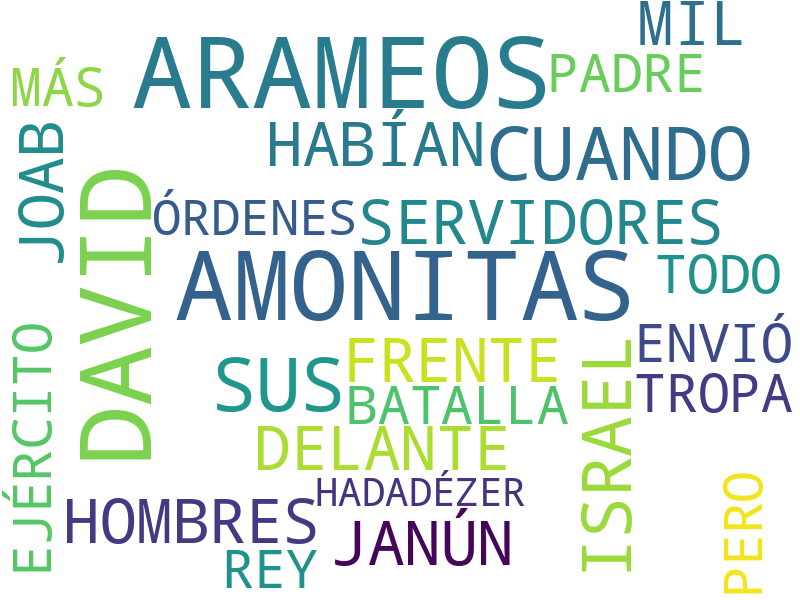 MIL
ARAMEOS
PADRE
MÁS
HABÍAN
CUANDO
JOAB
DAVID
ÓRDENES
SERVIDORES
AMONITAS
TODO
ENVIÓ
EJÉRCITO
FRENTE
SUS
ISRAEL
TROPA
BATALLA
DELANTE
HADADÉZER
PERO
HOMBRES
JANÚN
REY